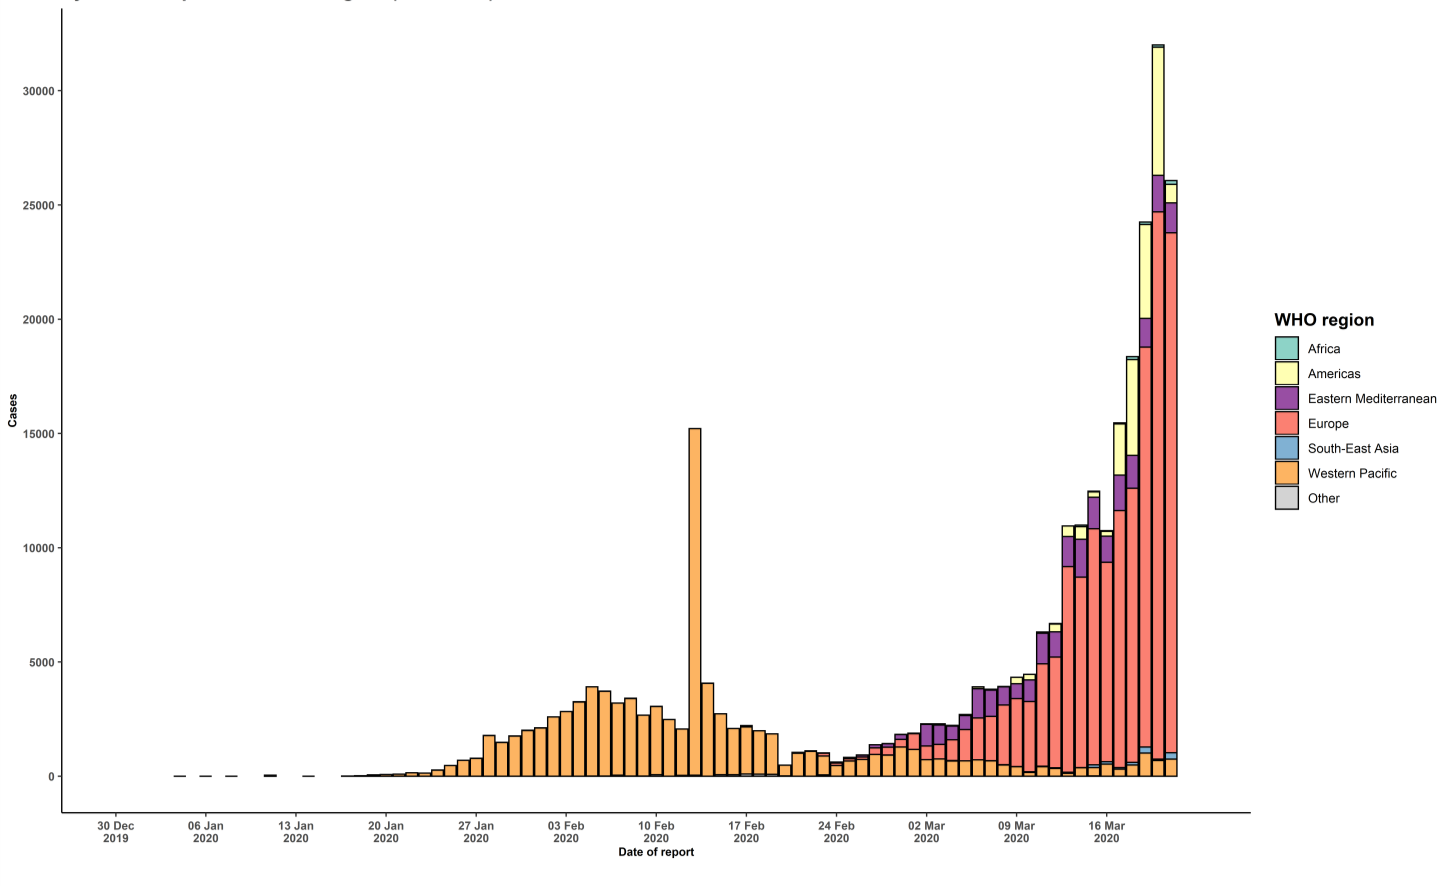 30000
25000
20000
15000
10000
5000
0
Cases
30 Dec
2019
06 Jan
2020
13 Jan
2020
20 Jan
2020
27 Jan
2020
03 Feb
2020
10 Feb
2020
17 Feb
2020
24 Feb
2020
02 Mar
2020
09 Mar
2020
16 Mar
2020
Date of report
WHO region
Africa
Americas
Eastern Mediterranean
Europe
South-East Asia
Western Pacific
Other